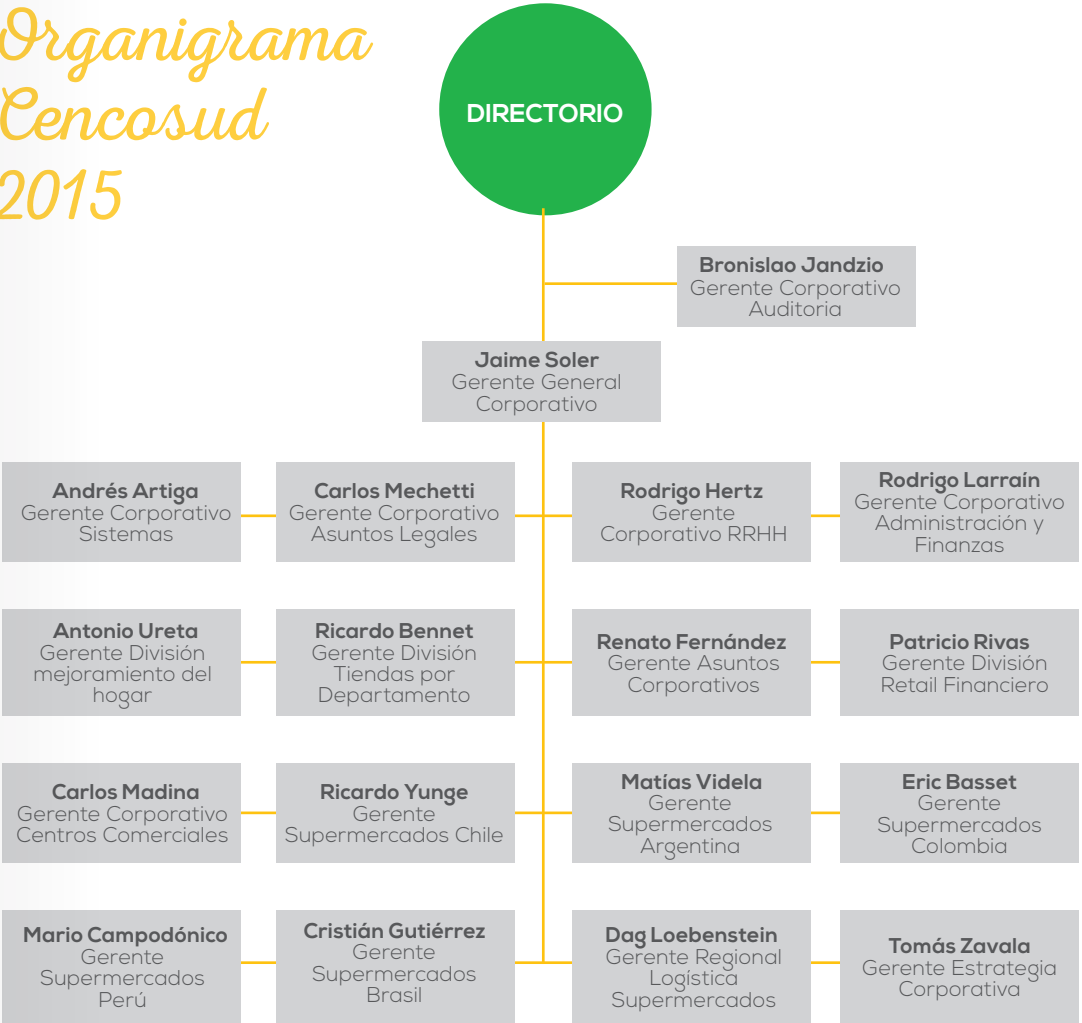 Organigrama
Cencosud
2015
DIRECTORIO
Bronislao Jandzio
Gerente Corporativo
Auditoria
Jaime Soler
Gerente General
Corporativo
Andrés Artiga
Gerente Corporativo
Sistemas
Carlos Mechetti
Gerente Corporativo
Asuntos Legales
Rodrigo Hertz
Gerente
Corporativo RRHH
Rodrigo Larraín
Gerente Corporativo
Administración y
Finanzas
Antonio Ureta
Gerente División
mejoramiento del
hogar
Ricardo Bennet
Gerente División
Tiendas por
Departamento
Renato Fernández
Gerente Asuntos
Corporativos
Patricio Rivas
Gerente División
Retail Financiero
Carlos Madina
Gerente Corporativo
Centros Comerciales
Ricardo Yunge
Gerente
Supermercados Chile
Matías Videla
Gerente
Supermercados
Argentina
Eric Basset
Gerente
Supermercados
Colombia
Mario Campodónico
Gerente
Supermercados
Perú
Cristián Gutiérrez
Gerente
Supermercados
Brasil
Dag Loebenstein
Gerente Regional
Logística
Supermercados
Tomás Zavala
Gerente Estrategia
Corporativa